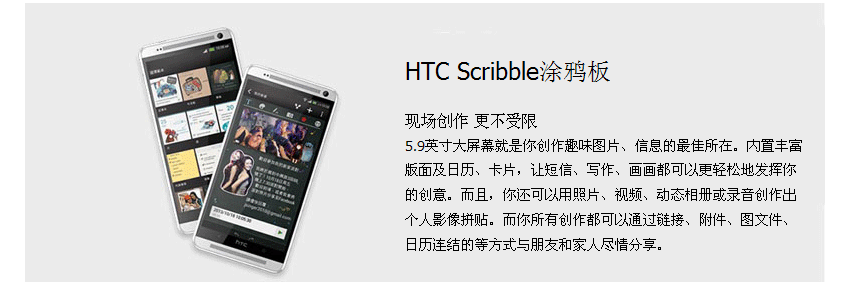 HTC Scribble涂鸦板
现场创作 更不受限
5.9英寸大屏幕就是你创作趣味图片、信息的最佳所在。内置丰富
版面及日历、卡片，让短信、写作、画画都可以更轻松地发挥你
的创意。而且，你还可以用照片、视频、动态相册或录音创作出
个人影像拼贴。而你所有创作都可以通过链接、附件、图文件、
日历连结的等方式与朋友和家人尽情分享。
hTC